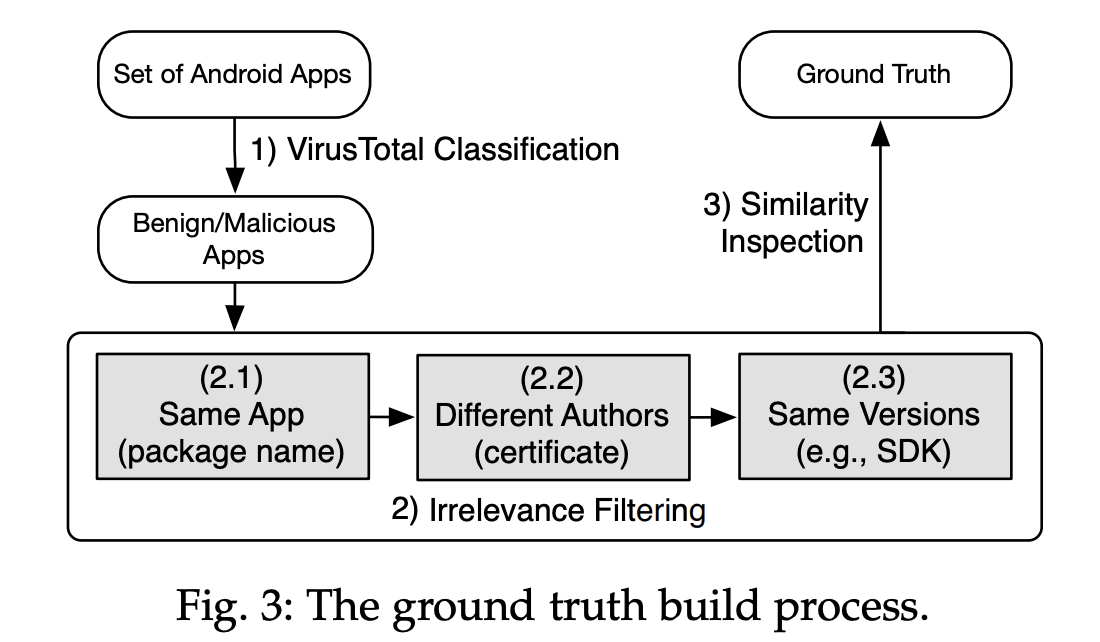 Set of Android Apps
1) VirusTotal Classification
Benign/Malicious
Apps
(2.1)
Same App
(package name)
(2.2)
Different Authors
(certificate)
(2.3)
Same Versions
(e.g., SDK)
2) Irrelevance Filtering
3) Similarity
Inspection
Ground Truth
Fig. 3: The ground truth build process.